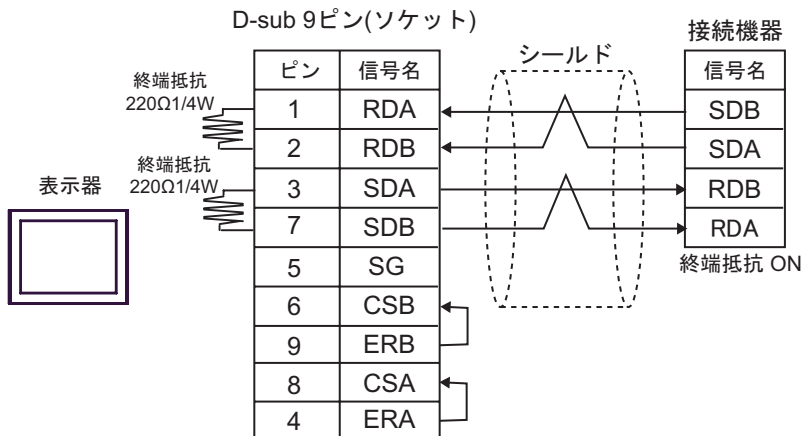 D-sub 9ピン(ソケット)
シールド
接続機器
ピン 信号名
信号名
終端抵抗
220Ω1/4W
1 RDA
SDB
2 RDB
SDA
終端抵抗
220Ω1/4W
表示器
3 SDA
RDB
7 SDB
RDA
5 SG
終端抵抗 ON
6 CSB
9 ERB
8 CSA
4 ERA